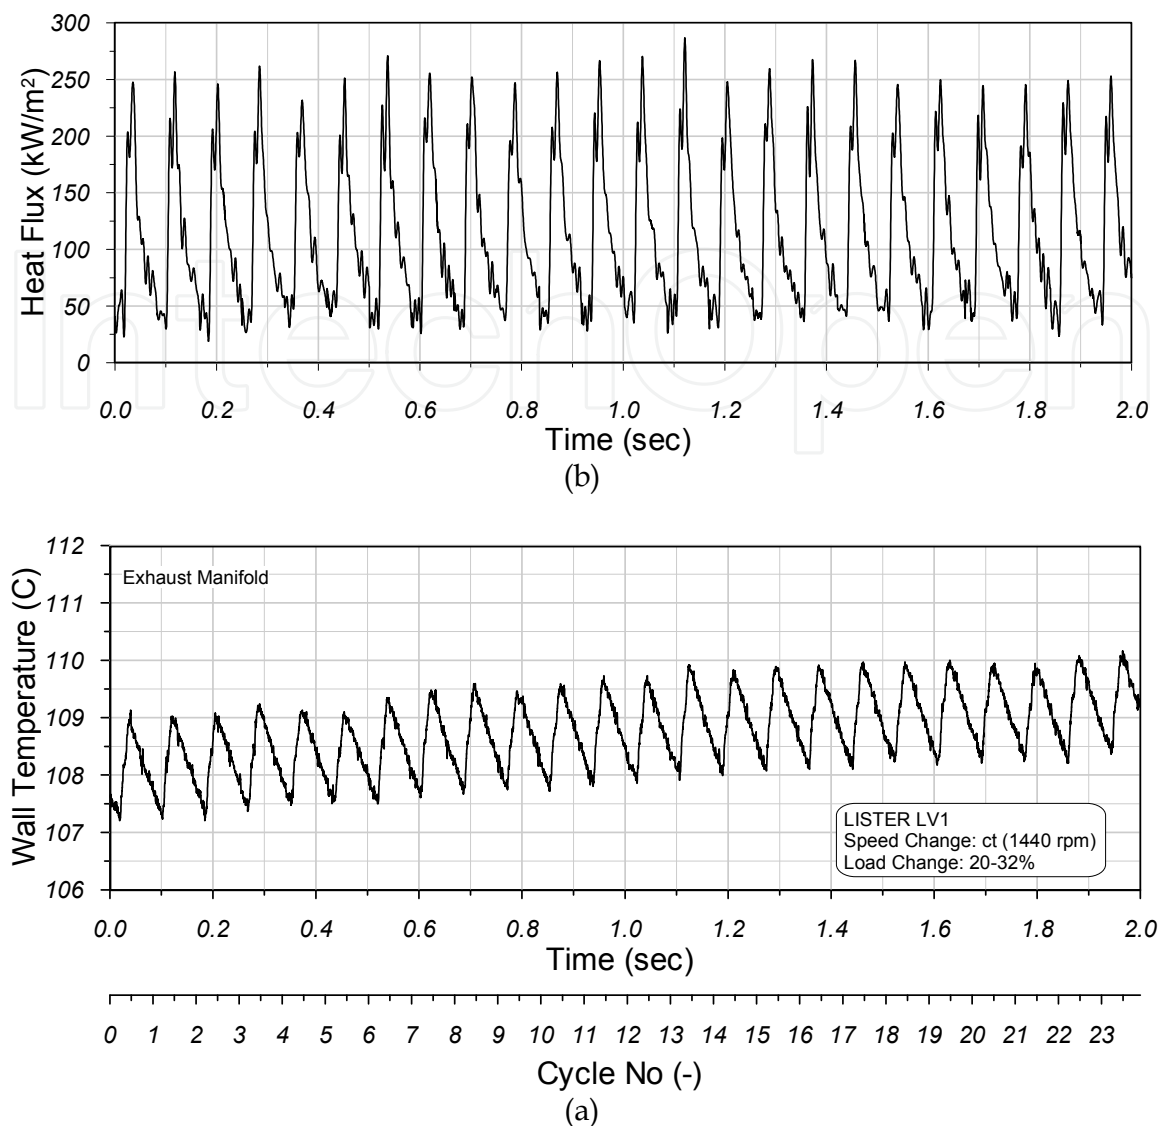 300
250
200
150
100
50
0
Heat Flux (kW/m²)
0.0 0.2 0.4 0.6 0.8 1.0 1.2 1.4 1.6 1.8 2.0
Time (sec)
IntechOpen
(b)
112
111
110
109
108
107
106
Wall Temperature (C)
Exhaust Manifold
LISTER LV1
Speed Change: ct (1440 rpm)
Load Change: 20-32%
0.0 0.2 0.4 0.6 0.8 1.0 1.2 1.4 1.6 1.8 2.0
Time (sec)
0 1 2 3 4 5 6 7 8 9 10 11 12 13 14 15 16 17 18 19 20 21 22 23
Cycle No (-)
(a)